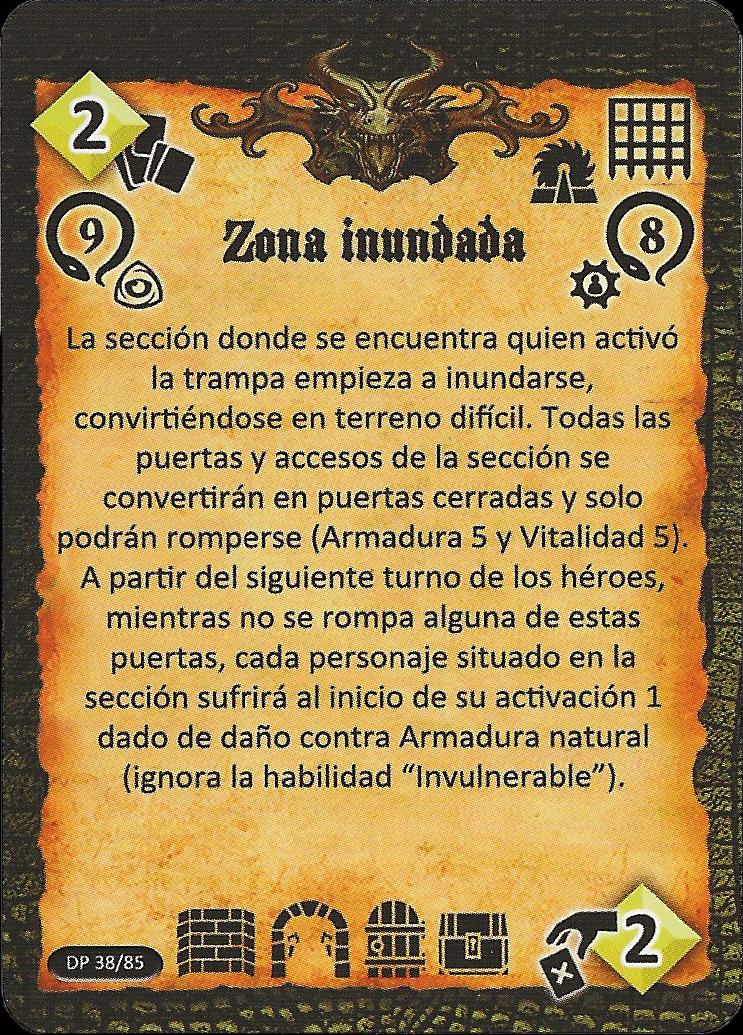 2
9
8
Zona inundada
La sección donde se encuentra quien activó
la trampa empieza a inundarse,
convirtiéndose en terreno difícil. Todas las
puertas y accesos de la sección se
convertirán en puertas cerradas y solo
podrán romperse (Armadura 5 y Vitalidad 5).
A partir del siguiente turno de los héroes,
mientras no se rompa alguna de estas
puertas, cada personaje situado en la
sección sufrirá al inicio de su activación 1
dado de daño contra Armadura natural
(ignora la habilidad “Invulnerable”).
DP 38/85
2